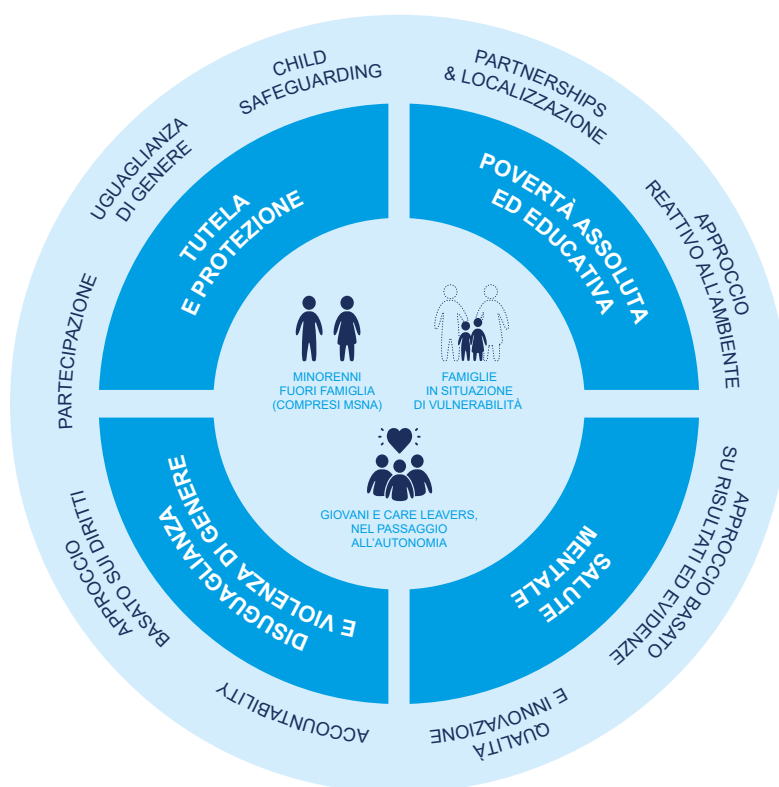 CHILD
SAFEGUARDING
PARTNERSHIPS
& LOCALIZZAZIONE
UGUAGLIANZA
DI GENERE
APPROCCIO
REATTIVO ALL'AMBIENTE
PARTECIPAZIONE
APPROCCIO BASATO
SU RISULTATI ED EVIDENZE
APPROCCIO
BASATO SUI DIRITTI
QUALITÀ
E INNOVAZIONE
ACCOUNTABILITY
TUTELA
E PROTEZIONE
POVERTÀ ASSOLUTA
ED EDUCATIVA
DISUGUAGLIANZA
E VIOLENZA DI GENERE
SALUTE
MENTALE
MINORENNI
FUORI FAMIGLIA
(COMPRESI MSNA)
FAMIGLIE
IN SITUAZIONE
DI VULNERABILITÀ
GIOVANI E CARE LEAVERS,
NEL PASSAGGIO
ALL'AUTONOMIA